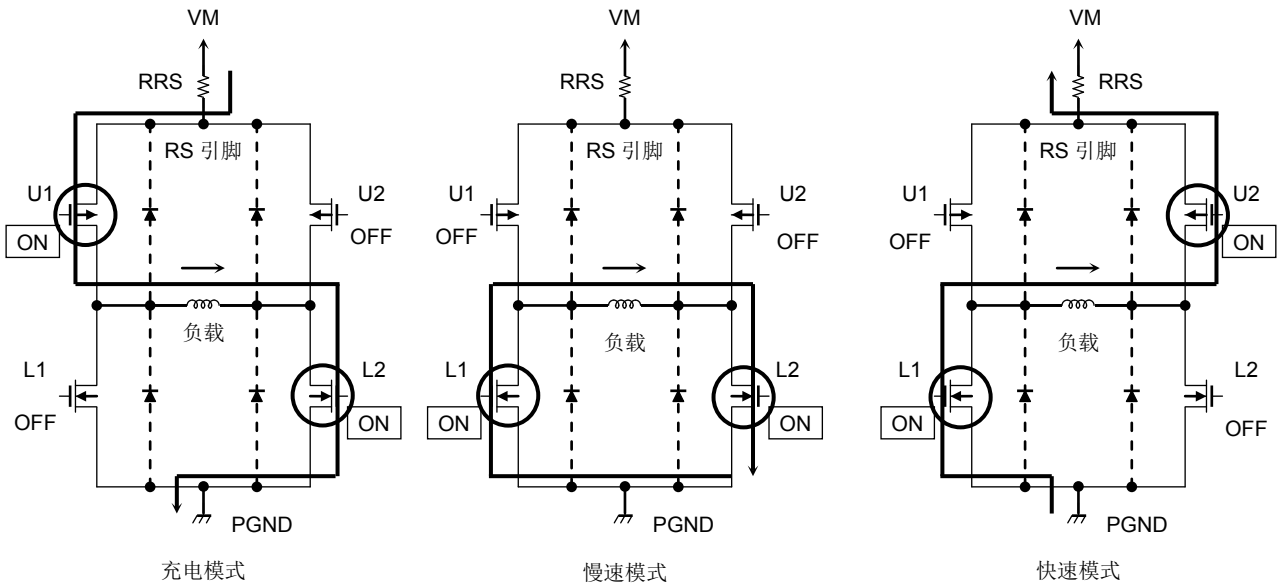 VM
RRS
RS 引脚
U1
ON
U2
OFF
负载
L1
OFF
L2
ON
PGND
充电模式
VM
RRS
RS 引脚
U1
OFF
U2
OFF
负载
L1
ON
L2
ON
PGND
慢速模式
VM
RRS
RS 引脚
U1
OFF
U2
ON
负载
L1
ON
L2
OFF
PGND
快速模式